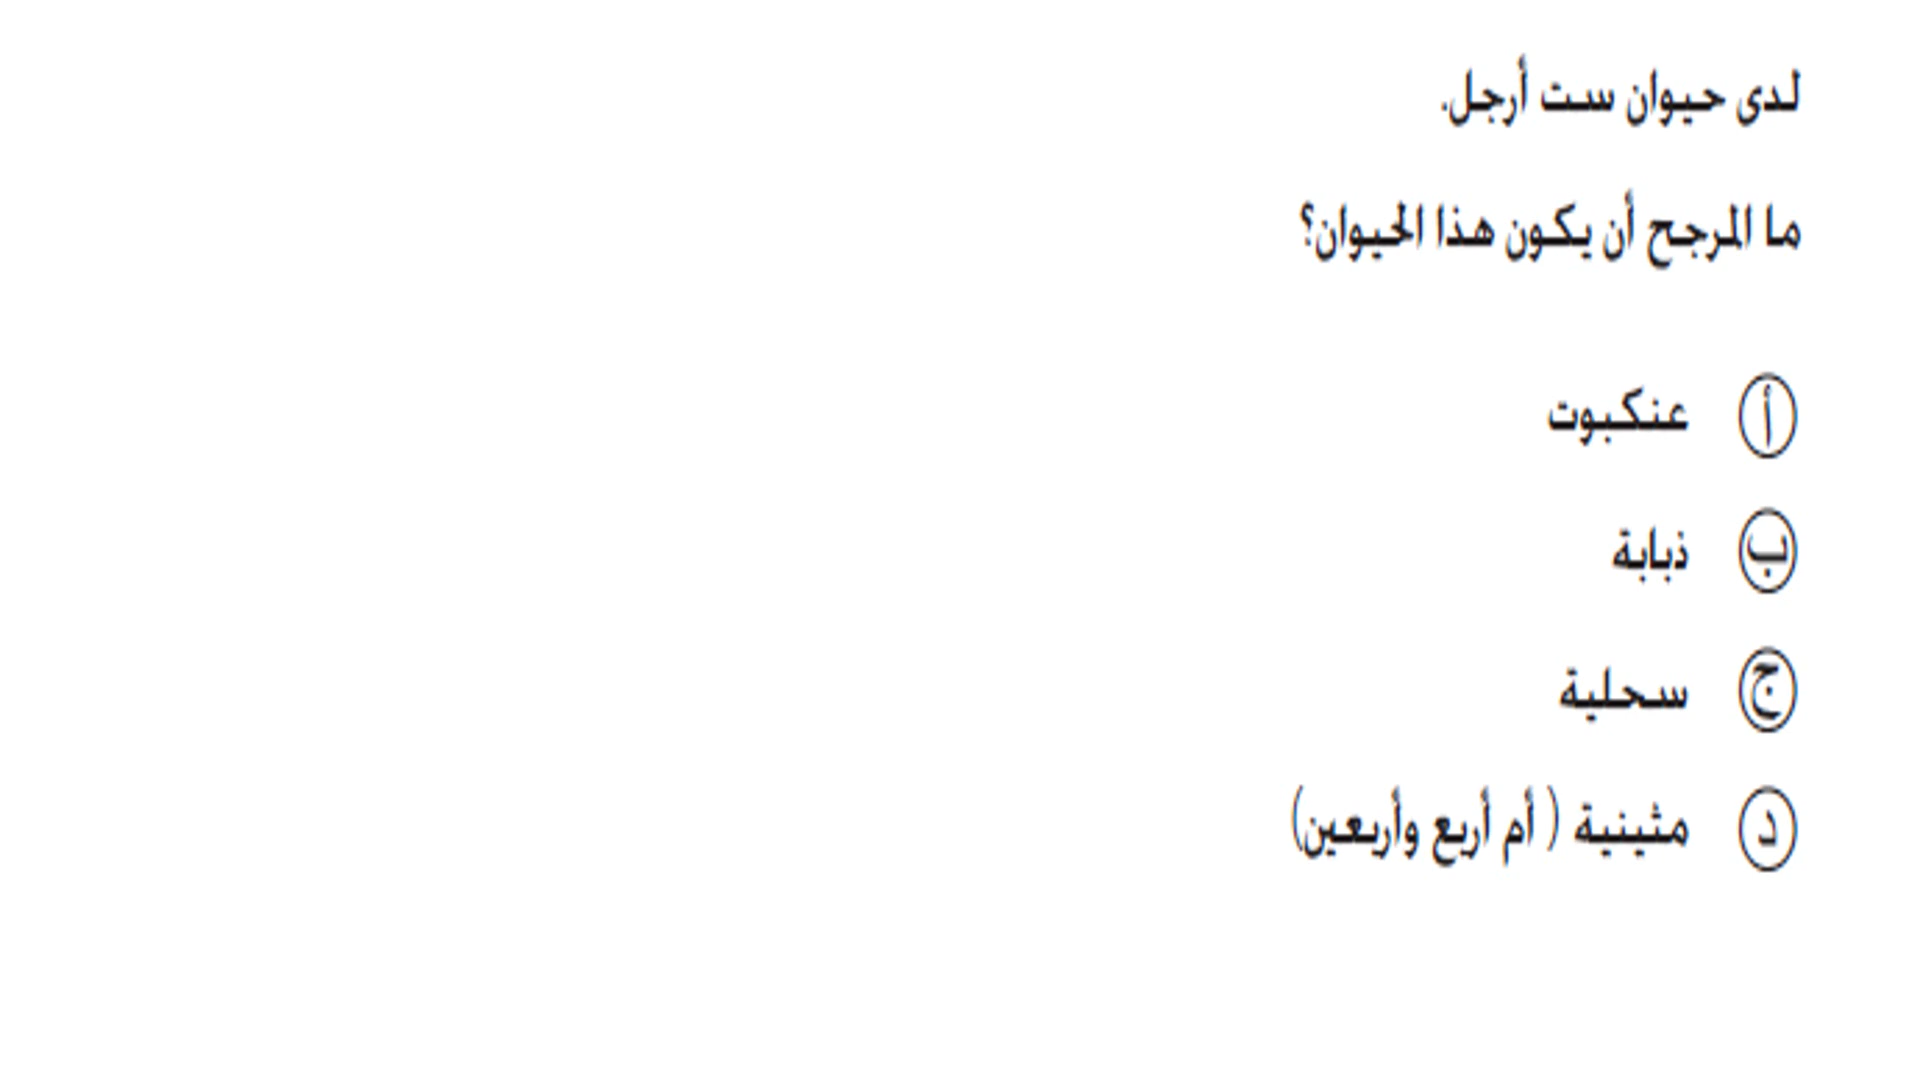 لدى حيوان ست أرجل.
ما المرجح أن يكون هذا الحيوان؟
أ عنكبوت
ب ذبابة
ج سحلية
د مئينية ( أم أربع وأربعين)